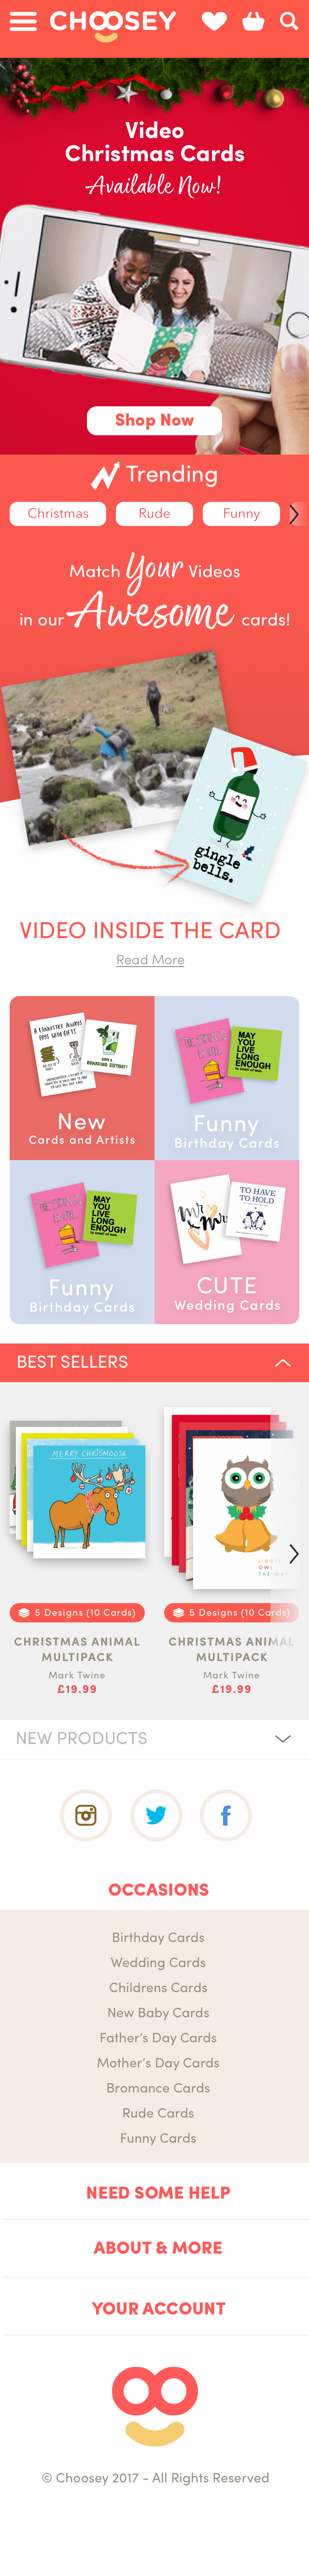 CHOOSEY
Video
Christmas Cards
Available Now!
Shop Now
Trending
Christmas
Rude
Funny
Match Your Videos
in our Awesome cards!
gingle
bells.
VIDEO INSIDE THE CARD
Read More
New
Cards and Artists
MAY
YOU
LIVE
LONG
ENOUGH
Funny
Birthday Cards
MAY
YOU
LIVE
LONG
ENOUGH
Funny
Birthday Cards
mr
& mr
TO HAVE
TO HOLD
CUTE
Wedding Cards
BEST SELLERS
MERRY CHRISMOOSE
OWL
THE WAY
5 Designs (10 Cards)
5 Designs (10 Cards)
CHRISTMAS ANIMAL
MULTIPACK
Mark Twine
£19.99
CHRISTMAS ANIMAL
MULTIPACK
Mark Twine
£19.99
NEW PRODUCTS
OCCASIONS
Birthday Cards
Wedding Cards
Childrens Cards
New Baby Cards
Father's Day Cards
Mother's Day Cards
Bromance Cards
Rude Cards
Funny Cards
NEED SOME HELP
ABOUT & MORE
YOUR ACCOUNT
© Choosey 2017 - All Rights Reserved